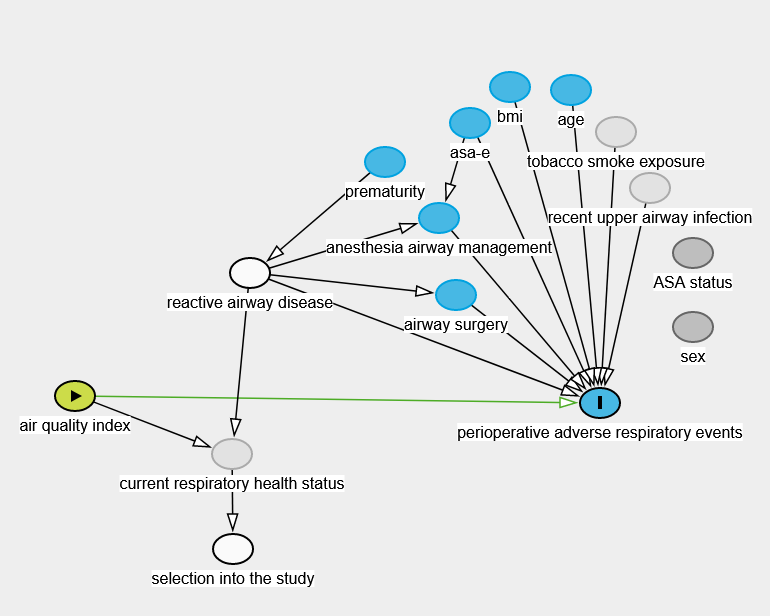 bmi
age
asa-e
tobacco smoke exposure
prematurity
recent upper airway infection
anesthesia airway management
ASA status
reactive airway disease
airway surgery
sex
air quality index
perioperative adverse respiratory events
current respiratory health status
selection into the study